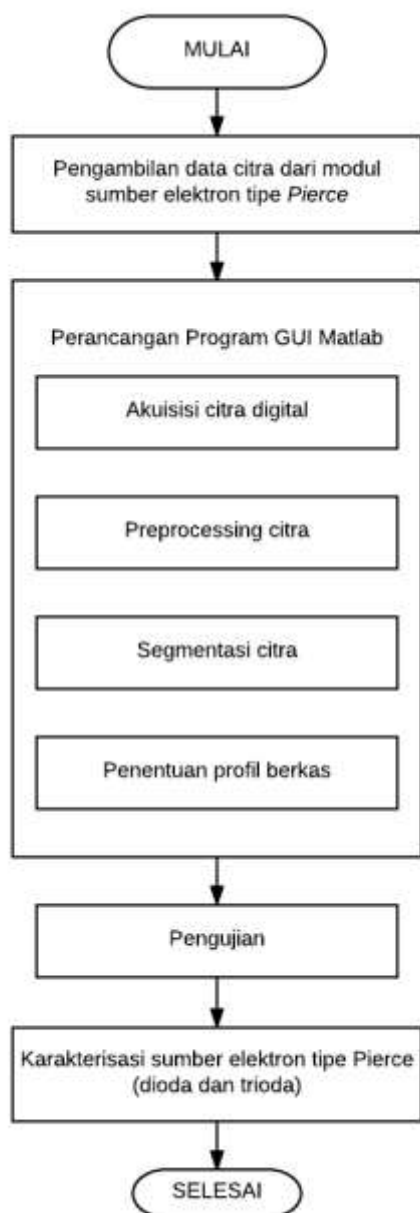 MULAI
Pengambilan data citra dari modul
sumber elektron tipe Pierce
Perancangan Program GUI Matlab
Akuisisi citra digital
Preprocessing citra
Segmentasi citra
Penentuan profil berkas
Pengujian
Karakterisasi sumber elektron tipe Pierce
(dioda dan trioda)
SELESAI